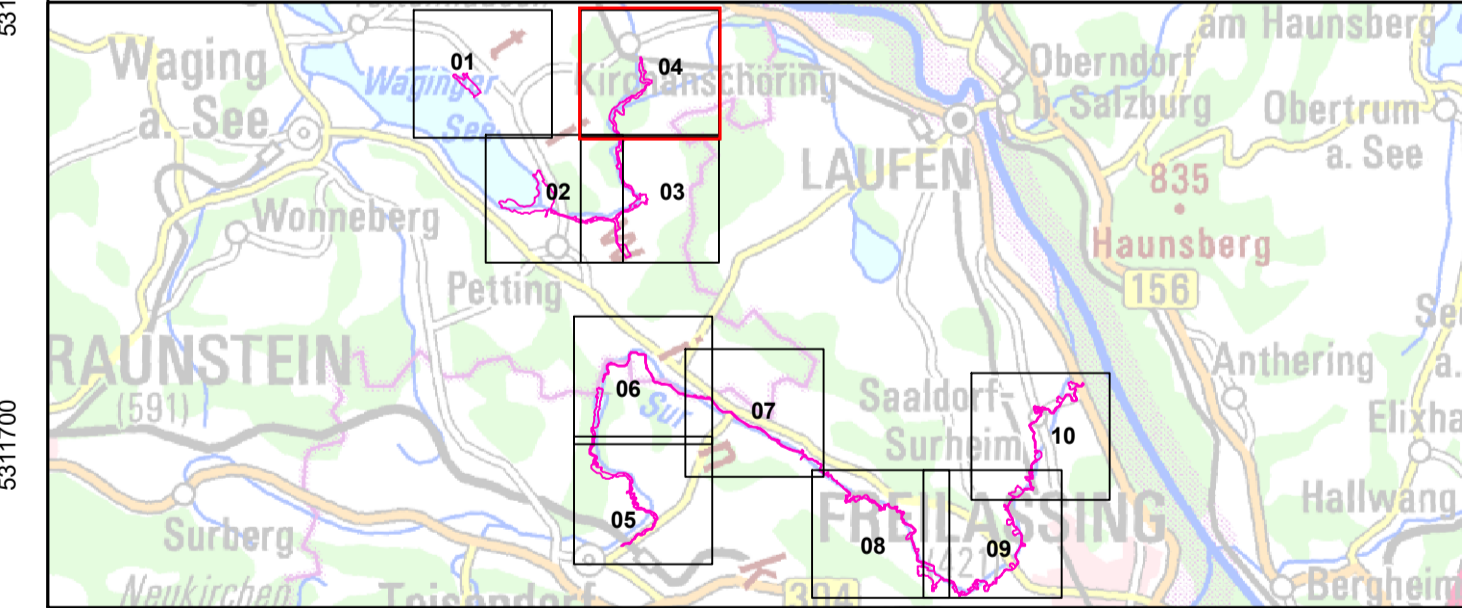 531
5311700
am Haunsberg
Waging
a. See
Waginger
See
Kirchanschöring
Oberndorf
b. Salzburg
Obertrum
a. See
01
04
t
i
LAUFEN
835
Haunsberg
156
02
03
w
Wonneberg
Petting
RAUNSTEIN
(591)
06
Sur
r
07
n
Saaldorf-
Surheim
10
Anthering
a.
Elixha
Hallwang
FREILASSING
05
08
09
Surberg
Neukirchen
Teisendorf
k
304
Bergheim